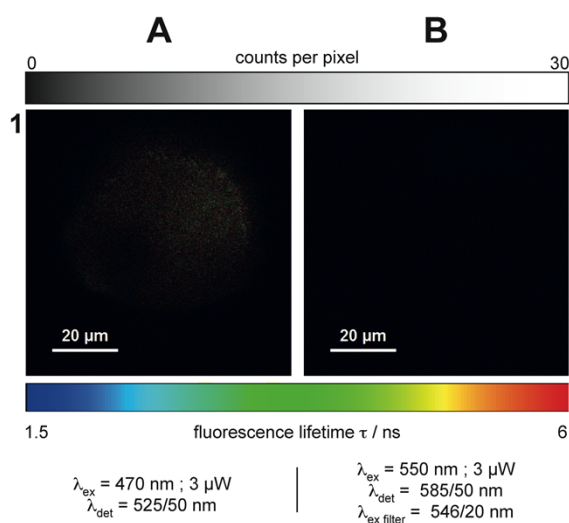 A B
counts per pixel
0 30
1
20 µm 20 µm
1.5 fluorescence lifetime τ / ns 6
λex = 470 nm ; 3 µW
λdet = 525/50 nm
λex = 550 nm ; 3 µW
λdet = 585/50 nm
λex filter = 546/20 nm